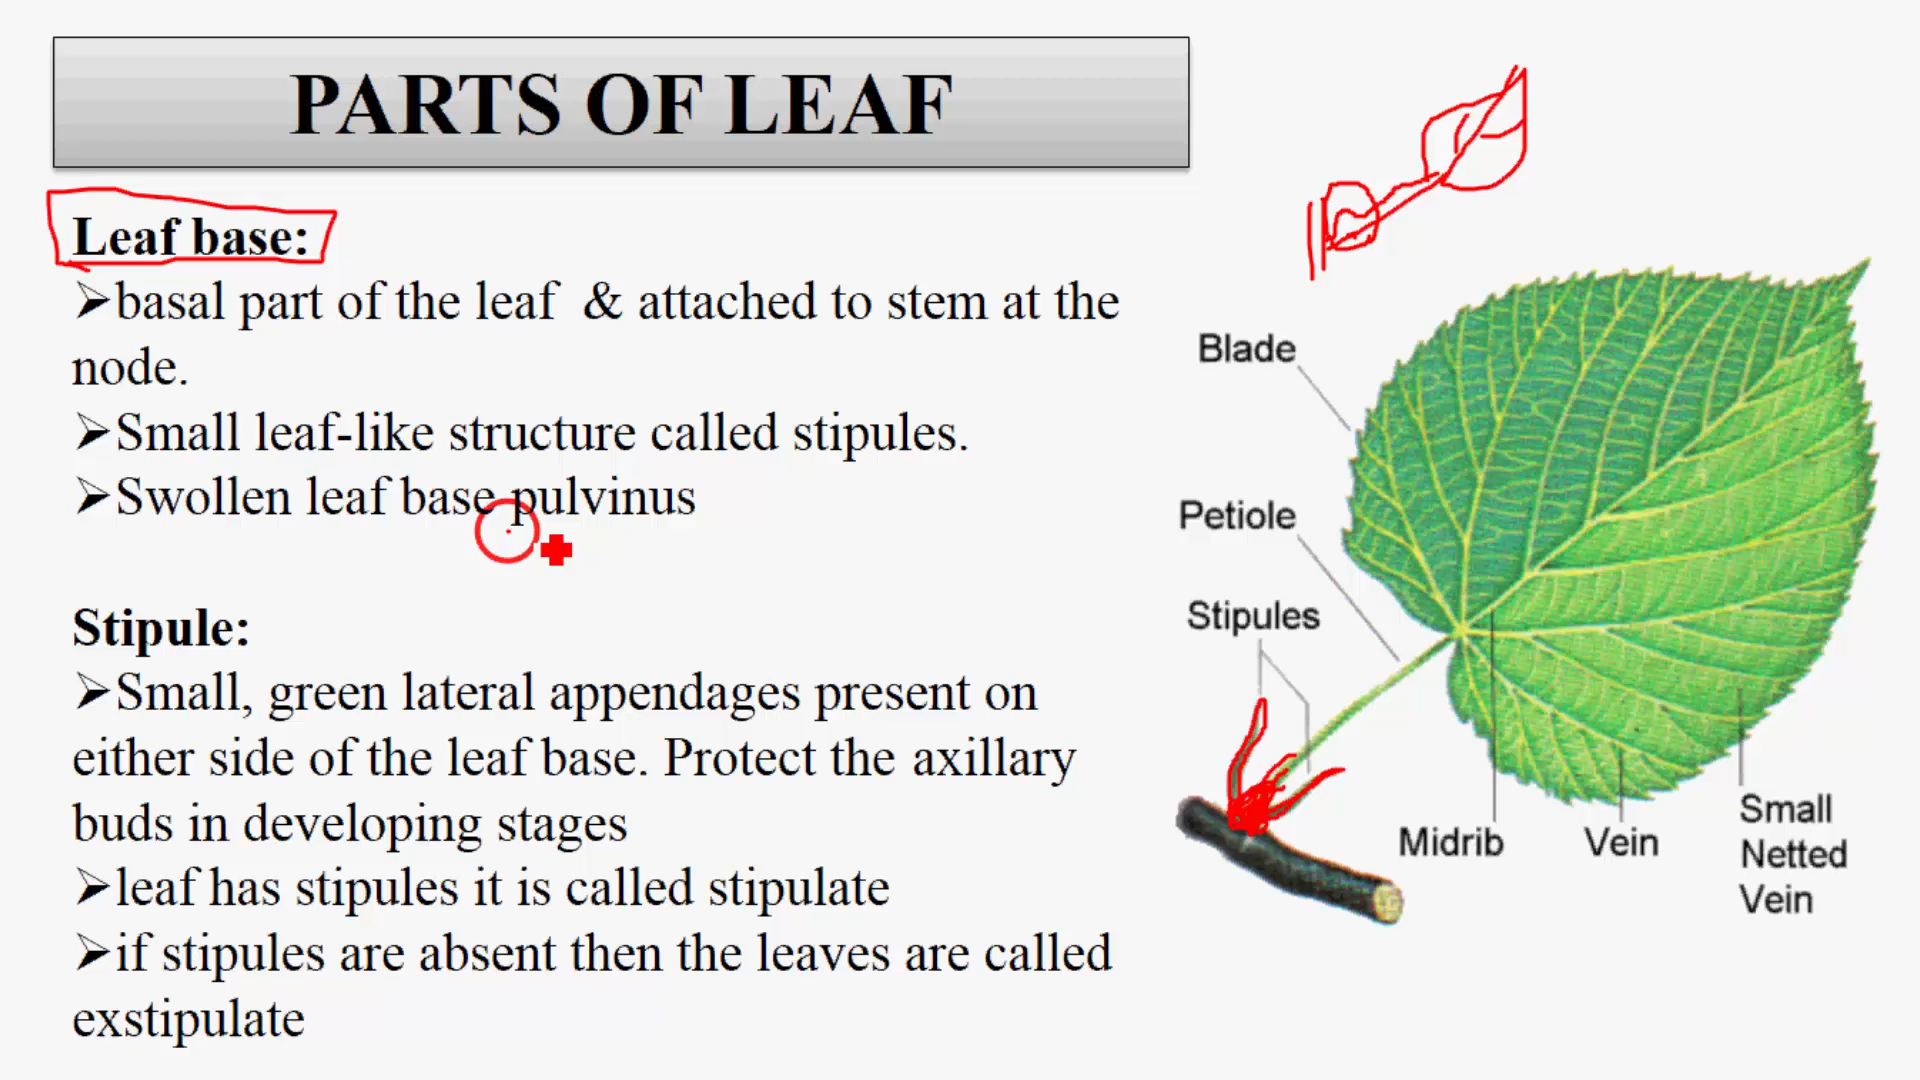 PARTS OF LEAF
Leaf base:
➢basal part of the leaf & attached to stem at the
node.
➢Small leaf-like structure called stipules.
➢Swollen leaf base pulvinus
Stipule:
➢Small, green lateral appendages present on
either side of the leaf base. Protect the axillary
buds in developing stages
➢leaf has stipules it is called stipulate
➢if stipules are absent then the leaves are called
exstipulate
Blade
Petiole
Stipules
Midrib
Vein
Small
Netted
Vein